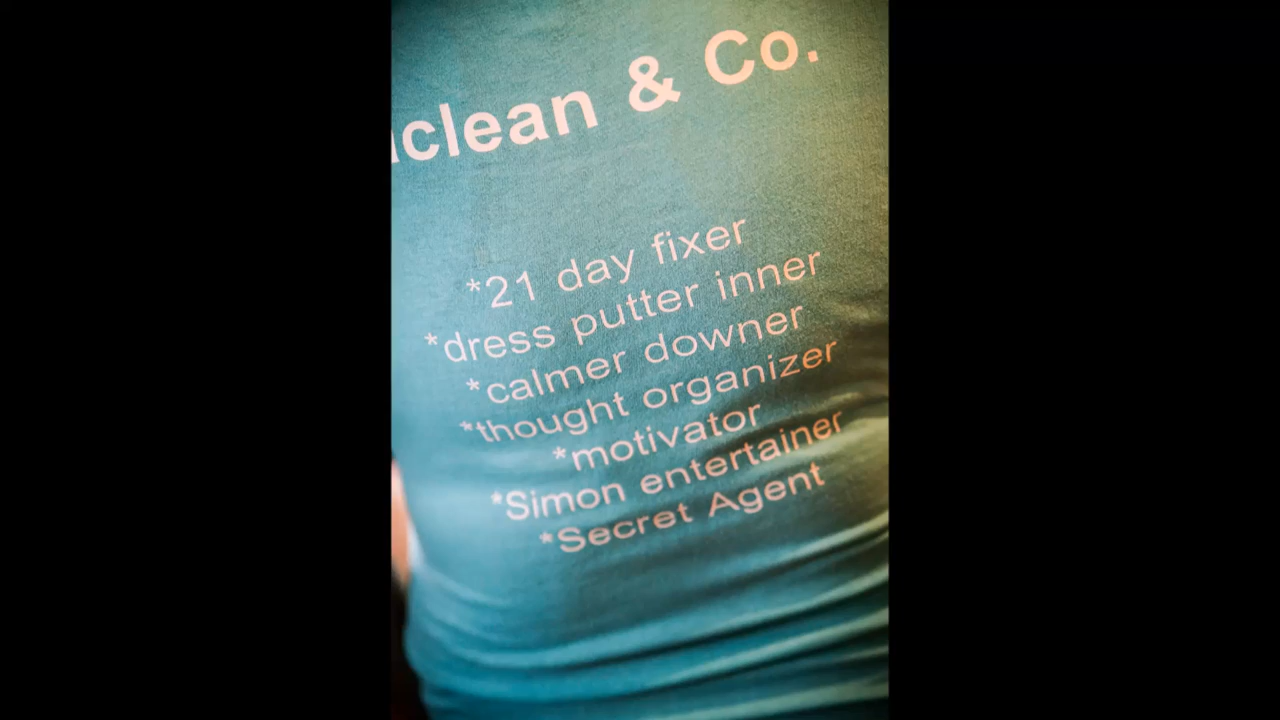 clean & Co.
*21 day fixer
*dress putter inner
*calmer downer
*thought organizer
*motivator
*Simon entertainer
*Secret Agent